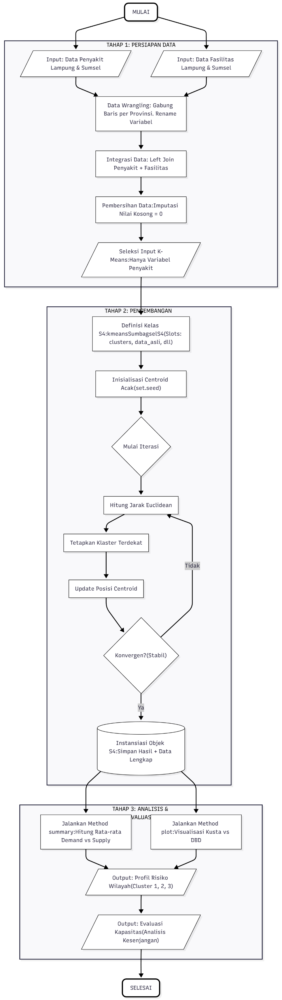 MULAI
TAHAP 1: PERSIAPAN DATA
Input: Data Penyakit
Lampung & Sumsel
Input: Data Fasilitas
Lampung & Sumsel
Data Wrangling: Gabung
Baris per Provinsi. Rename
Variabel
Integrasi Data: Left Join
Penyakit + Fasilitas
Pembersihan Data:Imputasi
Nilai Kosong = 0
Seleksi Input K-
Means:Hanya Variabel
Penyakit
TAHAP 2: PENGEMBANGAN
Definisi Kelas
S4:kmeansSumbagselS4(Slots:
clusters, data_asli, dll)
Inisialisasi Centroid
Acak(set.seed)
Mulai Iterasi
Hitung Jarak Euclidean
Tetapkan Klaster Terdekat
Tidak
Update Posisi Centroid
Konvergen?(Stabil)
Ya
Instansiasi Objek
S4:Simpan Hasil + Data
Lengkap
TAHAP 3: ANALISIS &
VALUAS
Jalankan Method
summary:Hitung Rata-rata
Demand vs Supply
Jalankan Method
plot:Visualisasi Kusta vs
DBD
Output: Profil Risiko
Wilayah(Cluster 1, 2, 3)
Output: Evaluasi
Kapasitas(Analisis
Kesenjangan)
SELESAI